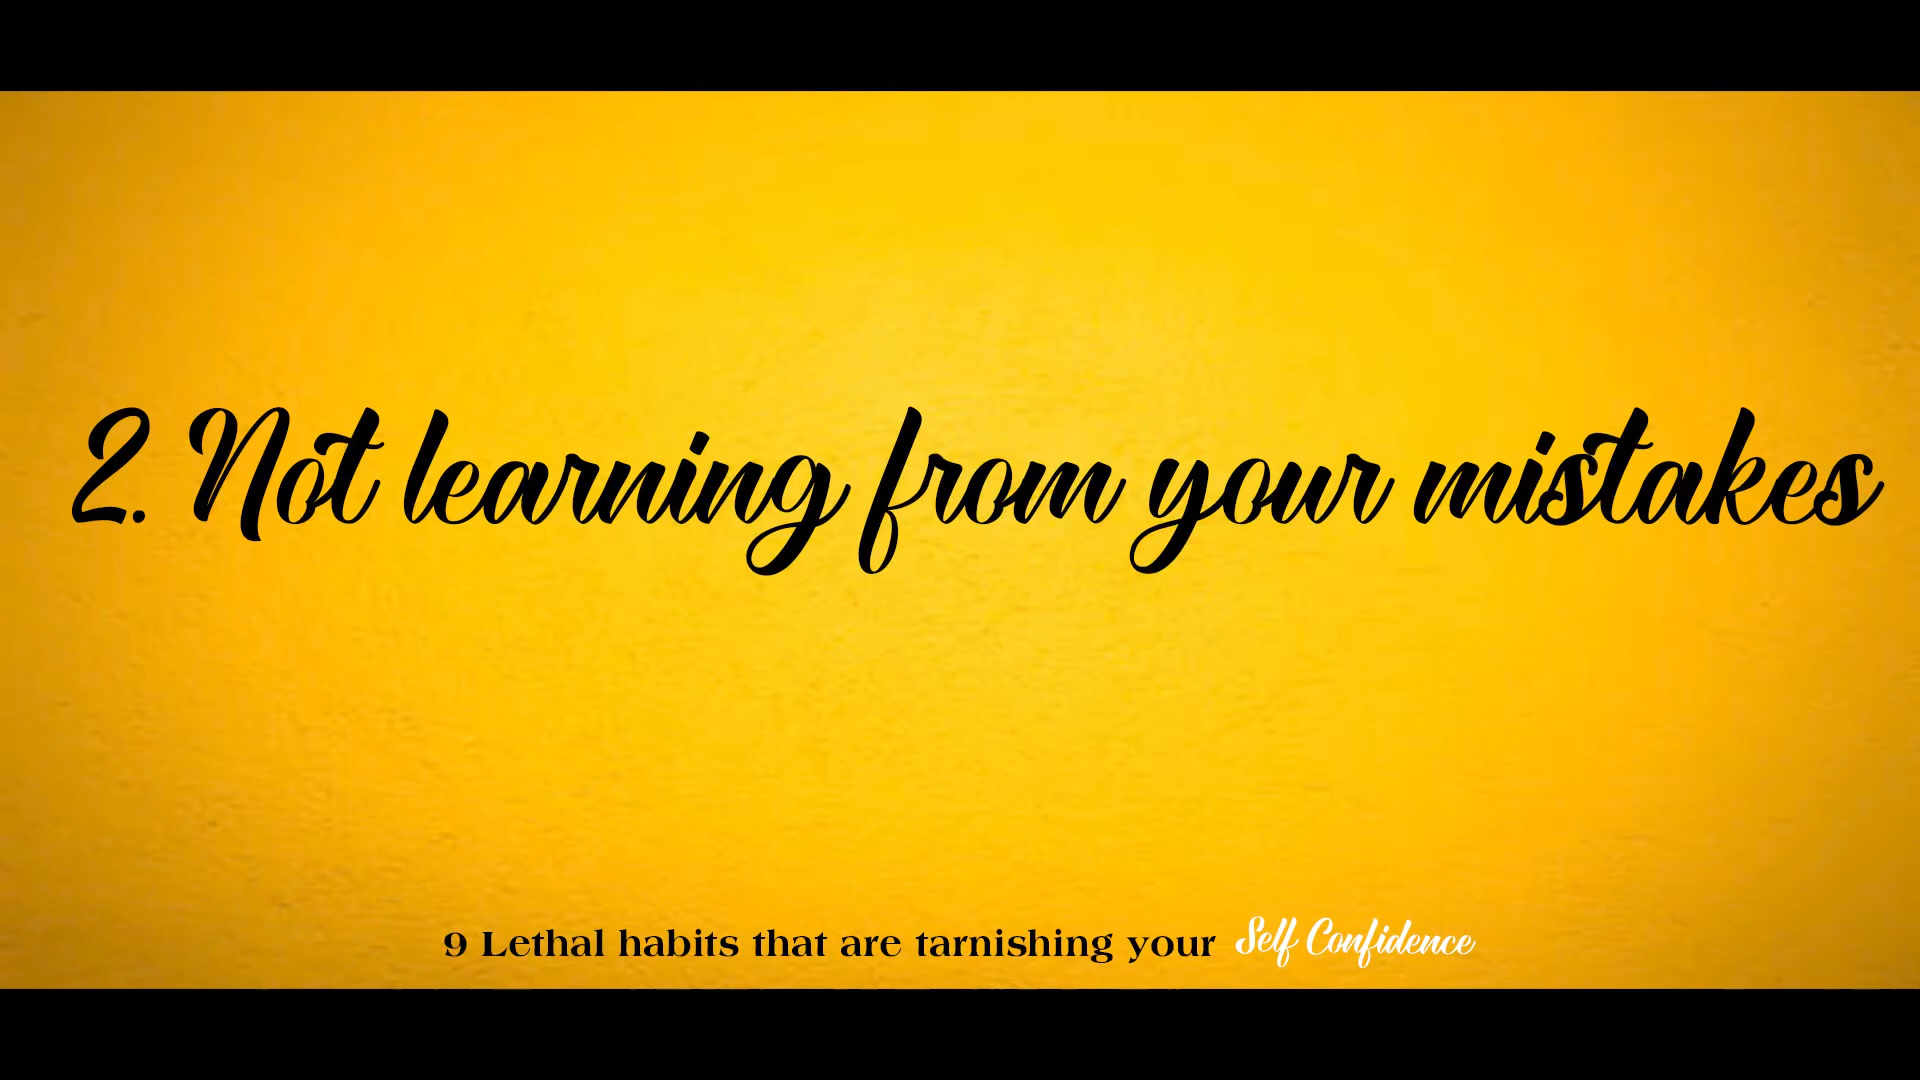 2. Not learning from your mistakes
9 Lethal habits that are tarnishing your Self Confidence